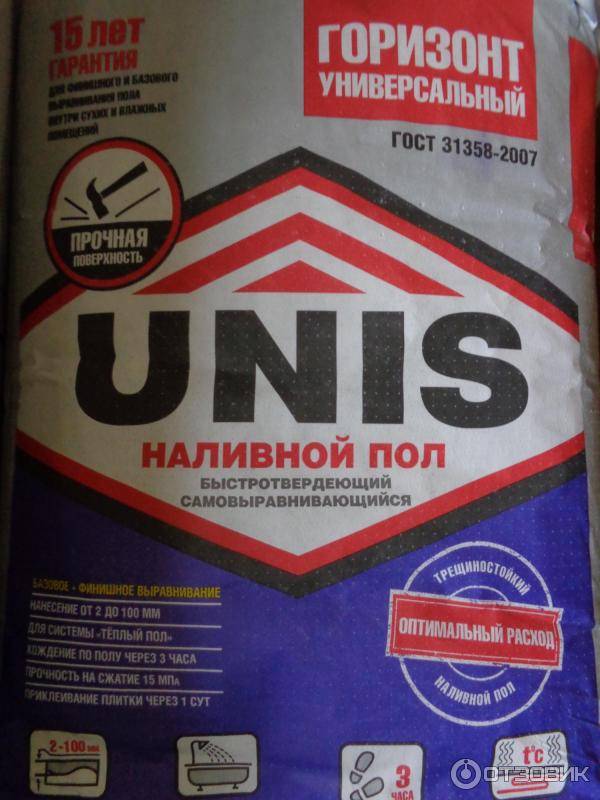 15 лет
ГАРАНТИЯ
ДЛЯ ФИНИШНОГО И БАЗОВОГО
ВЫРАВНИВАНИЯ ПОЛА
ВНУТРИ СУХИХ И ВЛАЖНЫХ
ПОМЕЩЕНИЙ
ГОРИЗОНТ
УНИВЕРСАЛЬНЫЙ
ГОСТ 31358-2007
ПРОЧНАЯ
ПОВЕРХНОСТЬ
UNIS
НАЛИВНОЙ ПОЛ
БЫСТРОТВЕРДЕЮЩИЙ
САМОВЫРАВНИВАЮЩИЙСЯ
БАЗОВОЕ + ФИНИШНОЕ ВЫРАВНИВАНИЕ
НАНЕСЕНИЕ ОТ 2 ДО 100 ММ
ДЛЯ СИСТЕМЫ «ТЁПЛЫЙ ПОЛ»
ХОЖДЕНИЕ ПО ПОЛУ ЧЕРЕЗ 3 ЧАСА
ПРОЧНОСТЬ НА СЖАТИЕ 15 МПа
ПРИКЛЕИВАНИЕ ПЛИТКИ ЧЕРЕЗ 1 СУТ
ТРЕЩИНОСТОЙКИЙ
ОПТИМАЛЬНЫЙ РАСХОД
НАЛИВНОЙ ПОЛ
2-100 мм
3
ЧАСА
t°c
ОТЗОВИК